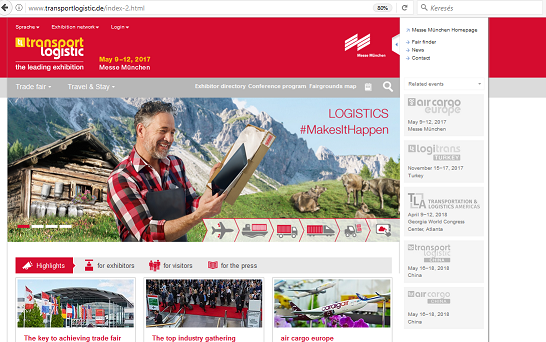 www.transportlogistic.de/index-2.html
80%
Keresés
Sprache
Exhibition network
Login
transport
logistic
the leading exhibition
May 9–12, 2017
Messe München
Messe München
Messe München Homepage
Fair finder
News
Contact
Trade fair
Travel & Stay
Exhibitor directory Conference program Fairgrounds map
Related events
LOGISTICS
#MakesItHappen
air cargo
europe
May 9–12, 2017
Messe München
logitrans
TURKEY
November 15–17, 2017
Turkey
TLA TRANSPORTATION
& LOGISTICS AMERICAS
April 9–12, 2018
Georgia World Congress
Center, Atlanta
transport
logistic
CHINA
May 16–18, 2018
China
air cargo
CHINA
May 16–18, 2018
China
Highlights
for exhibitors
for visitors
for the press
The key to achieving trade fair
The top industry gathering
air cargo europe